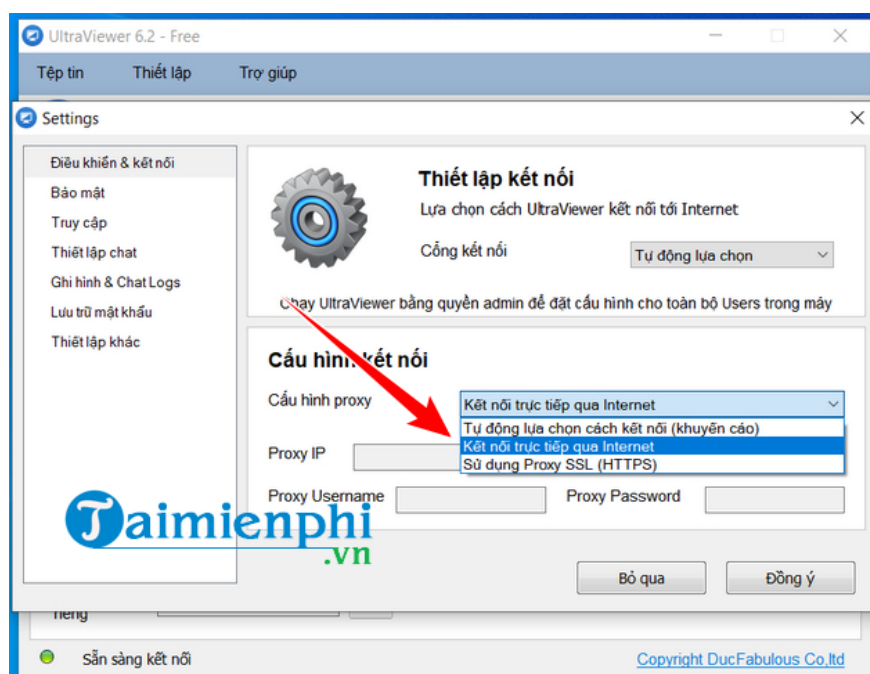 UltraViewer 6.2 - Free
Tệp tin Thiết lập Trợ giúp
Settings
Điều khiển & kết nối
Bảo mật
Truy cập
Thiết lập chat
Ghi hình & Chat Logs
Lưu trữ mật khẩu
Thiết lập khác
Thiết lập kết nối
Lựa chọn cách UltraViewer kết nối tới Internet
Cổng kết nối Tự động lựa chọn
Chạy UltraViewer bằng quyền admin để đặt cấu hình cho toàn bộ Users trong máy
Cấu hình kết nối
Cấu hình proxy Kết nối trực tiếp qua Internet
Tự động lựa chọn cách kết nối (khuyến cáo)
Kết nối trực tiếp qua Internet
Sử dụng Proxy SSL (HTTPS)
Proxy IP
Proxy Username Proxy Password
Taimienphi
.vn
Bỏ qua Đồng ý
riêng
Sẵn sàng kết nối Copyright DucFabulous Co,ltd